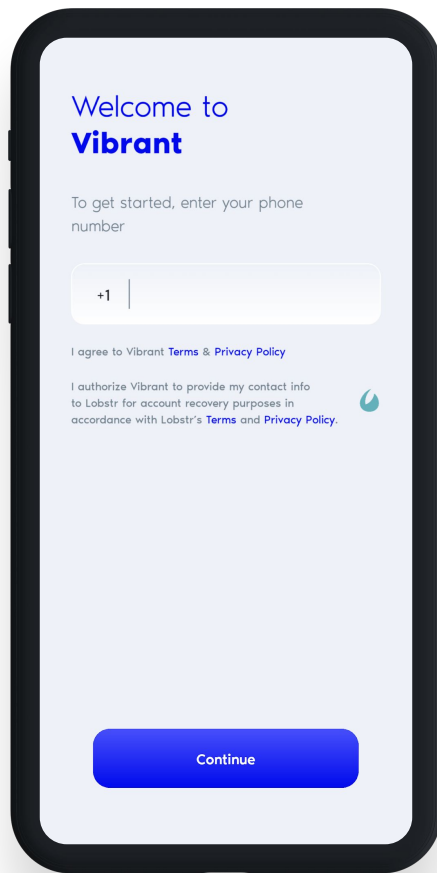 Welcome to
Vibrant
To get started, enter your phone
number
+1
I agree to Vibrant Terms & Privacy Policy
I authorize Vibrant to provide my contact info
to Lobstr for account recovery purposes in
accordance with Lobstr's Terms and Privacy Policy.
Continue